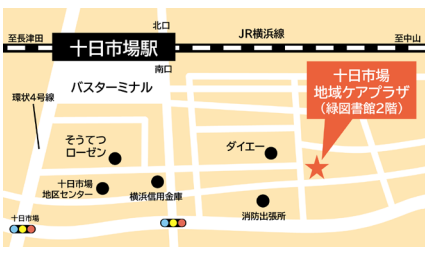 北口
JR横浜線
至長津田
十日市場駅
至中山
南口
バスターミナル
環状4号線
十日市場
地域ケアプラザ
（緑図書館2階）
そうてつ
ローゼン
ダイエー
十日市場
地区センター
横浜信用金庫
消防出張所
十日市場